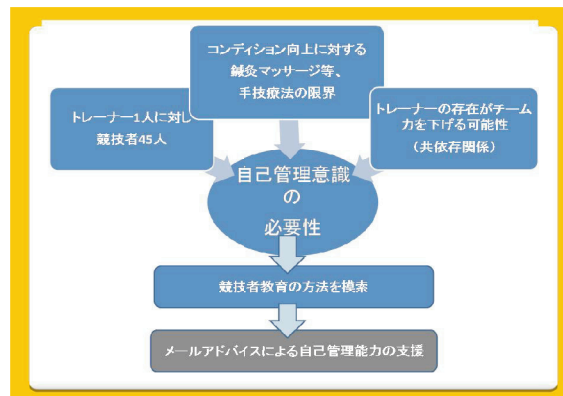 コンディション向上に対する
鍼灸マッサージ等、
手技療法の限界
トレーナー1人に対し
競技者45人
トレーナーの存在がチーム
力を下げる可能性
（共依存関係）
自己管理意識
の
必要性
競技者教育の方法を模索
メールアドバイスによる自己管理能力の支援